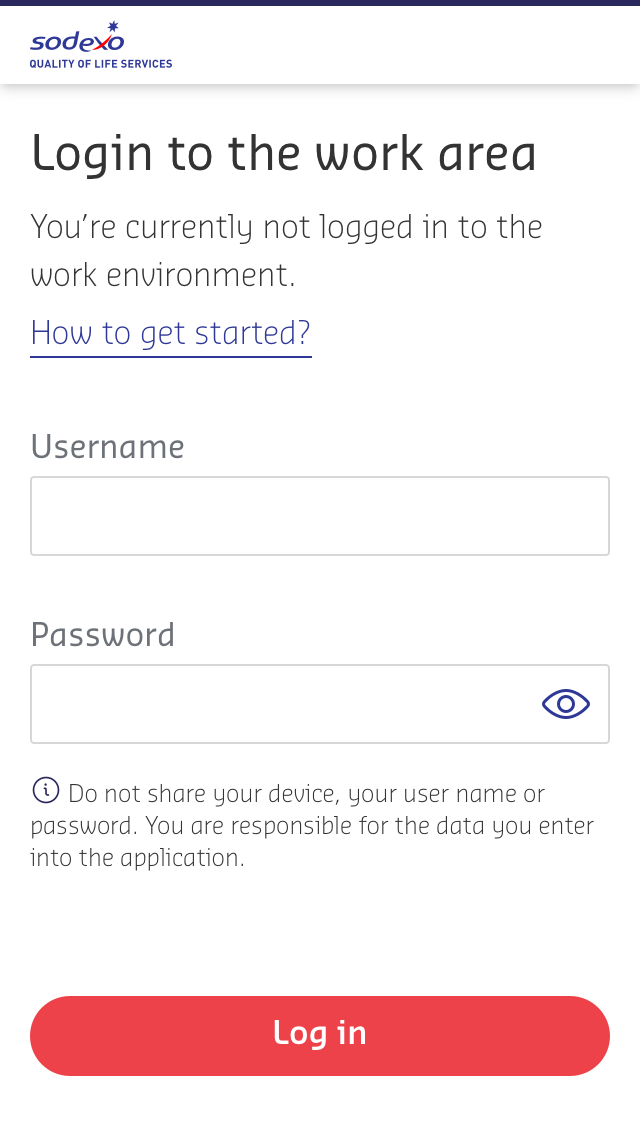 sodexo
QUALITY OF LIFE SERVICES
Login to the work area
You’re currently not logged in to the
work environment.
How to get started?
Username
Password
Do not share your device, your user name or
password. You are responsible for the data you enter
into the application.
Log in